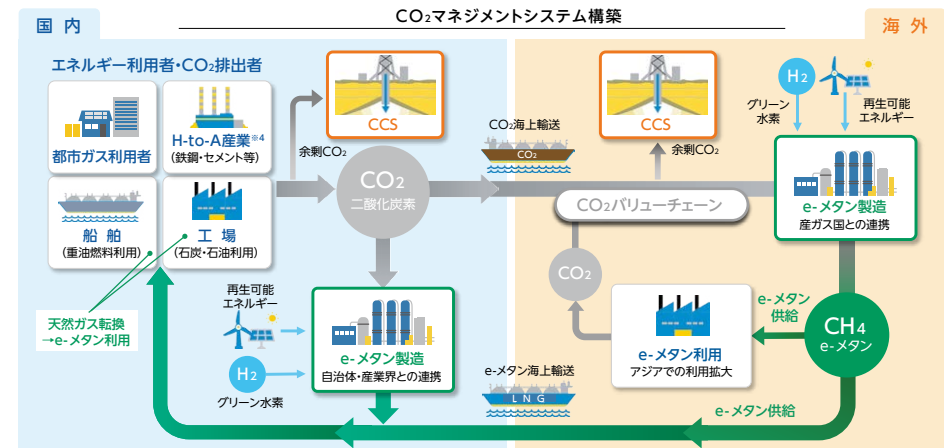 CO₂マネジメントシステム構築
国内
海外
エネルギー利用者・CO₂排出者
都市ガス利用者
H-to-A産業※4
(鉄鋼・セメント等)
船舶
(重油燃料利用)
工場
(石炭・石油利用)
天然ガス転換
→e-メタン利用
余剰CO₂
CCS
CO₂
二酸化炭素
再生可能
エネルギー
H₂
グリーン水素
e-メタン製造
自治体・産業界との連携
CO₂海上輸送
CO₂
CCS
余剰CO₂
CO₂バリューチェーン
CO₂
H₂
グリーン
水素
再生可能
エネルギー
e-メタン製造
産ガス国との連携
e-メタン
供給
CH₄
e-メタン
e-メタン利用
アジアでの利用拡大
e-メタン海上輸送
LNG
e-メタン供給